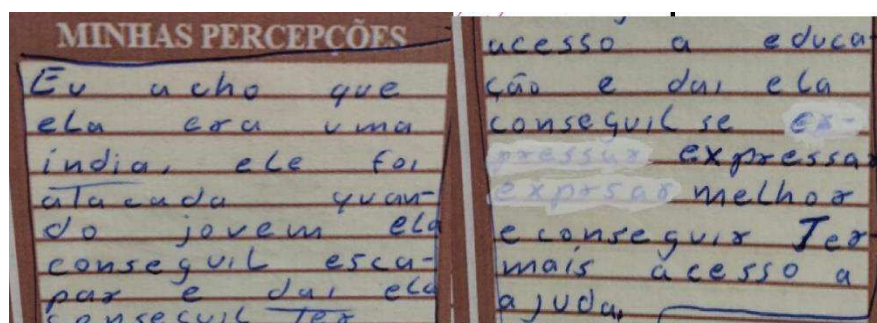 MINHAS PERCEPÇÕES
Eu acho que
ela era uma
india, ele foi
atacada quan-
do jovem ela
conseguil esca-
par e dai ela
conseguil Ter
acesso a educa-
ção e dai ela
conseguil se ex-
pressar expressar
exprsar melhor
e conseguir Ter
mais acesso a
ajuda,